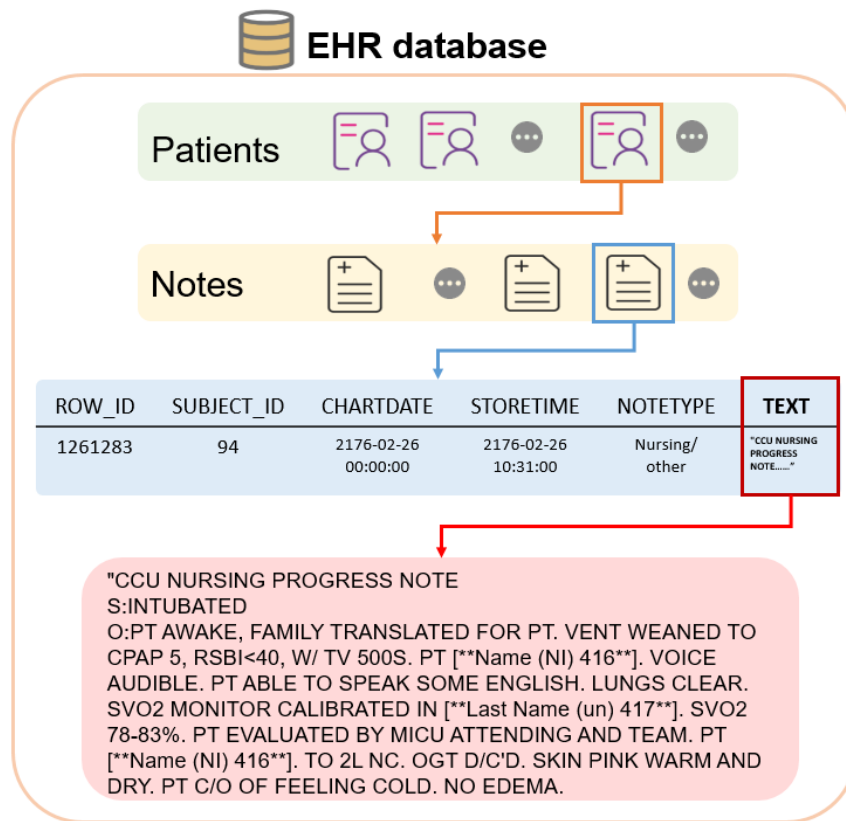 EHR database
Patients
Notes
ROW_ID SUBJECT_ID CHARTDATE STORETIME NOTETYPE TEXT
1261283 94 2176-02-26 00:00:00 2176-02-26 10:31:00 Nursing/ other "CCU NURSING PROGRESS NOTE......"
"CCU NURSING PROGRESS NOTE
S:INTUBATED
O:PT AWAKE, FAMILY TRANSLATED FOR PT. VENT WEANED TO
CPAP 5, RSBI<40, W/ TV 500S. PT [**Name (NI) 416**]. VOICE
AUDIBLE. PT ABLE TO SPEAK SOME ENGLISH. LUNGS CLEAR.
SVO2 MONITOR CALIBRATED IN [**Last Name (un) 417**]. SVO2
78-83%. PT EVALUATED BY MICU ATTENDING AND TEAM. PT
[**Name (NI) 416**]. TO 2L NC. OGT D/C'D. SKIN PINK WARM AND
DRY. PT C/O OF FEELING COLD. NO EDEMA.